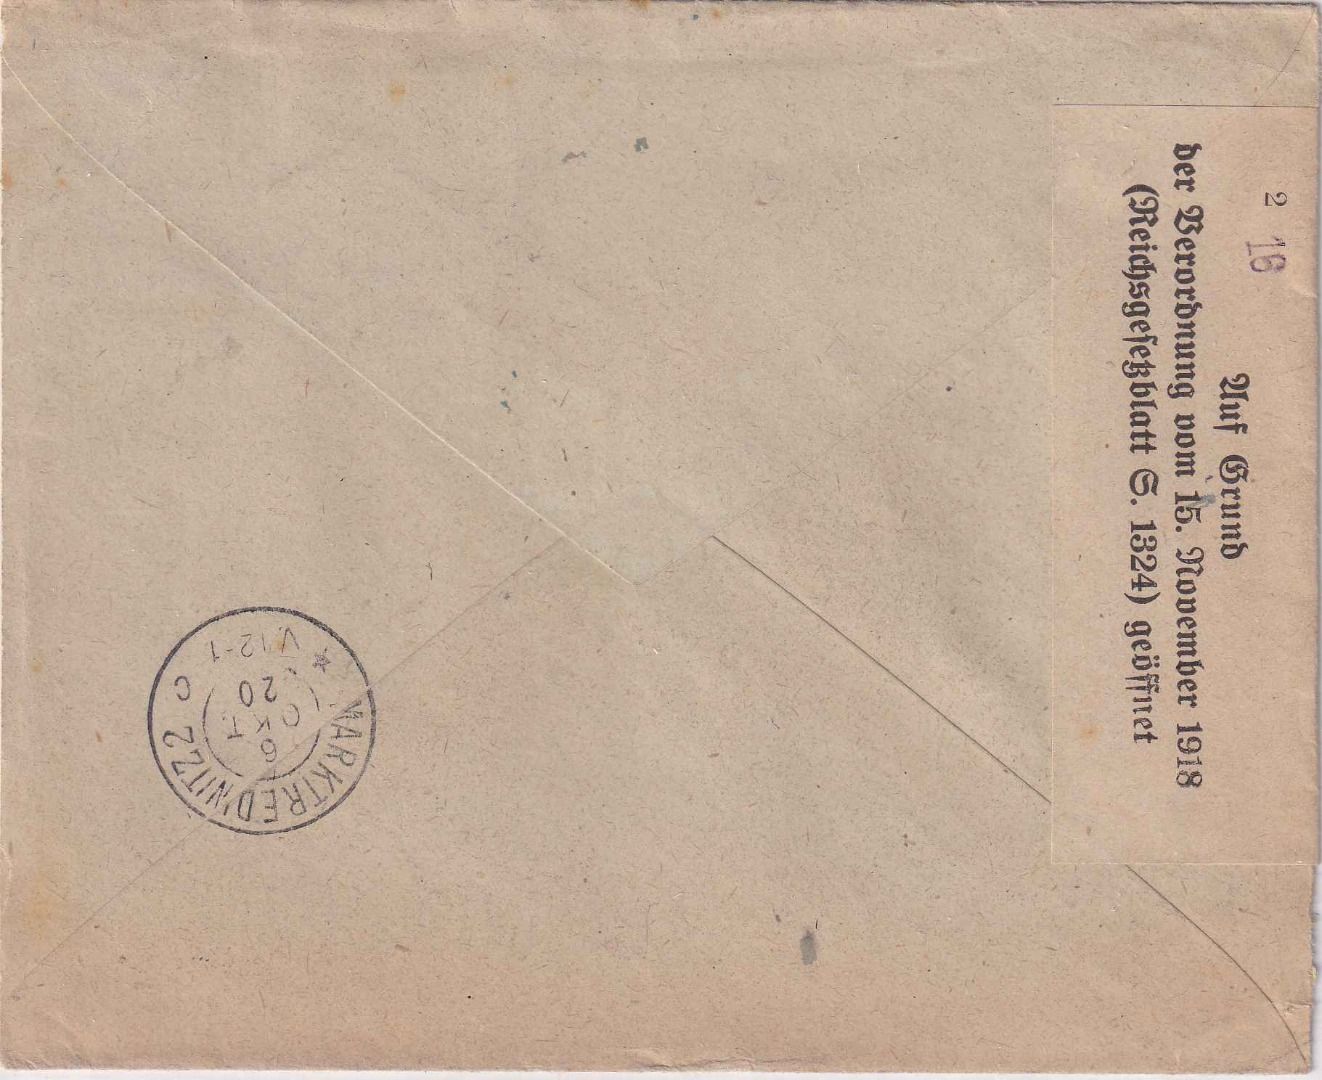 2
18
Auf Grund
der Verordnung vom 15. November 1918
(Reichsgesetzblatt S. 1324) geöffnet
MARKTREDWITZ 2
6
OKT
20
V.12-1
C